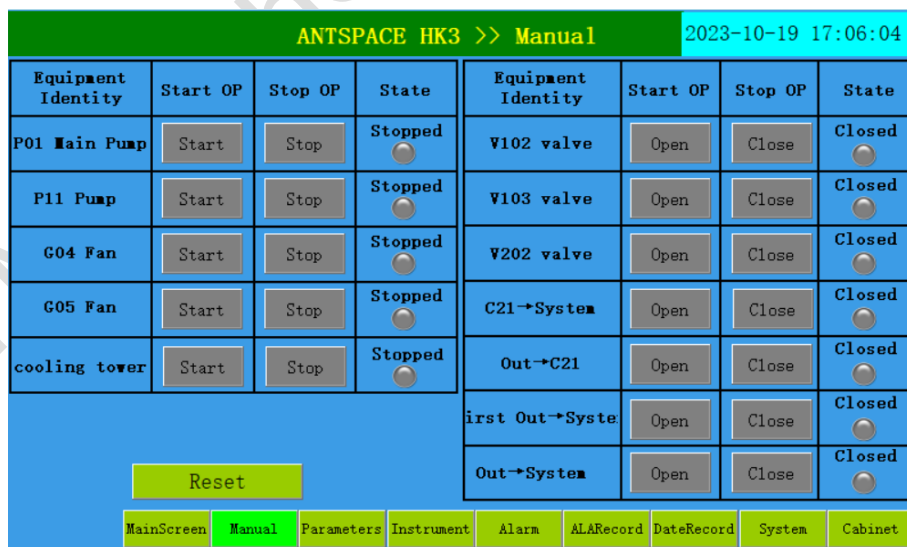 ANTSPACE HK3 >> Manual
2023-10-19 17:06:04
Equipment Identity Start OP Stop OP State
P01 Main Pump Start Stop Stopped
P11 Pump Start Stop Stopped
G04 Fan Start Stop Stopped
G05 Fan Start Stop Stopped
cooling tower Start Stop Stopped
Equipment Identity Start OP Stop OP State
V102 valve Open Close Closed
V103 valve Open Close Closed
V202 valve Open Close Closed
C21→System Open Close Closed
Out→C21 Open Close Closed
irst Out→Syste Open Close Closed
Out→System Open Close Closed
Reset
MainScreen Manual Parameters Instrument Alarm ALARecord DateRecord System Cabinet